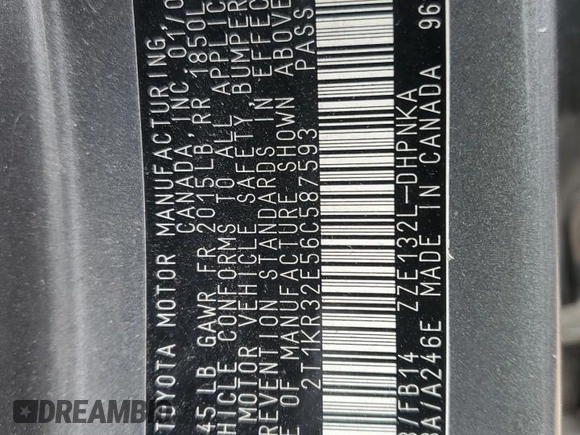 TOYOTA MOTOR MANUFACTURING,
CANADA, INC. 01/0
45 LB GAWR FR 2015LB, RR 1850L
HICLE CONFORMS TO ALL APPLIC
MOTOR VEHICLE SAFETY, BUMPER
REVENTION STANDARDS IN EFFEC
E OF MANUFACTURE SHOWN ABOVE
2T1KR32E56C587593 PASS
/FB14 ZZE132L-DHPNKA
A/A246E MADE IN CANADA 96
DREAMBI